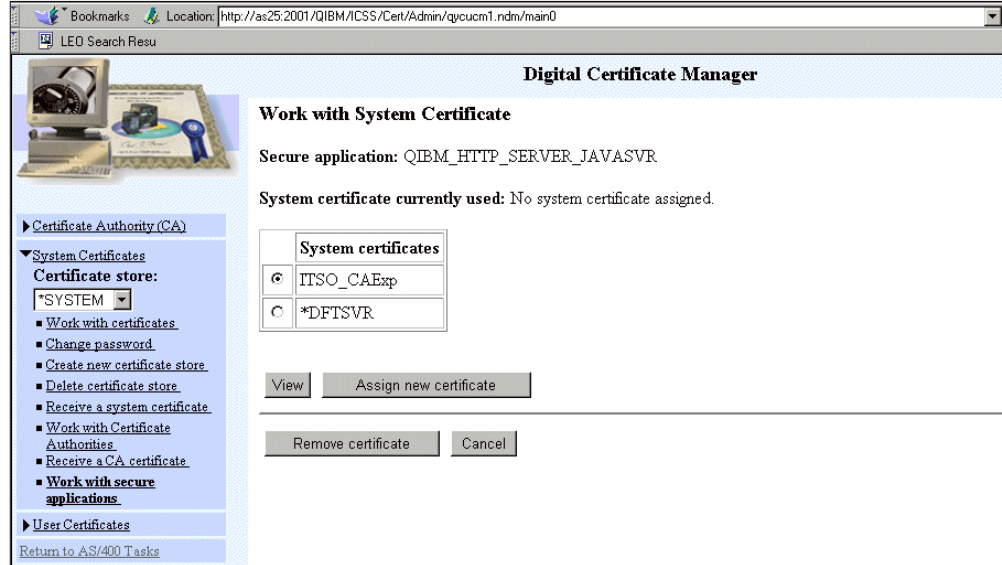 Bookmarks Location: http://as25:2001/QIBM/ICSS/Cert/Admin/qycucm1.ndm/main0
LEO Search Resu
Digital Certificate Manager
Certificate Authority (CA)
System Certificates
Certificate store:
*SYSTEM
Work with certificates
Change password
Create new certificate store
Delete certificate store
Receive a system certificate
Work with Certificate
Authorities
Receive a CA certificate
Work with secure
applications
User Certificates
Return to AS/400 Tasks
Work with System Certificate
Secure application: QIBM_HTTP_SERVER_JAVASVR
System certificate currently used: No system certificate assigned.
System certificates
ITSO_CAExp
*DFTSVR
View Assign new certificate
Remove certificate Cancel